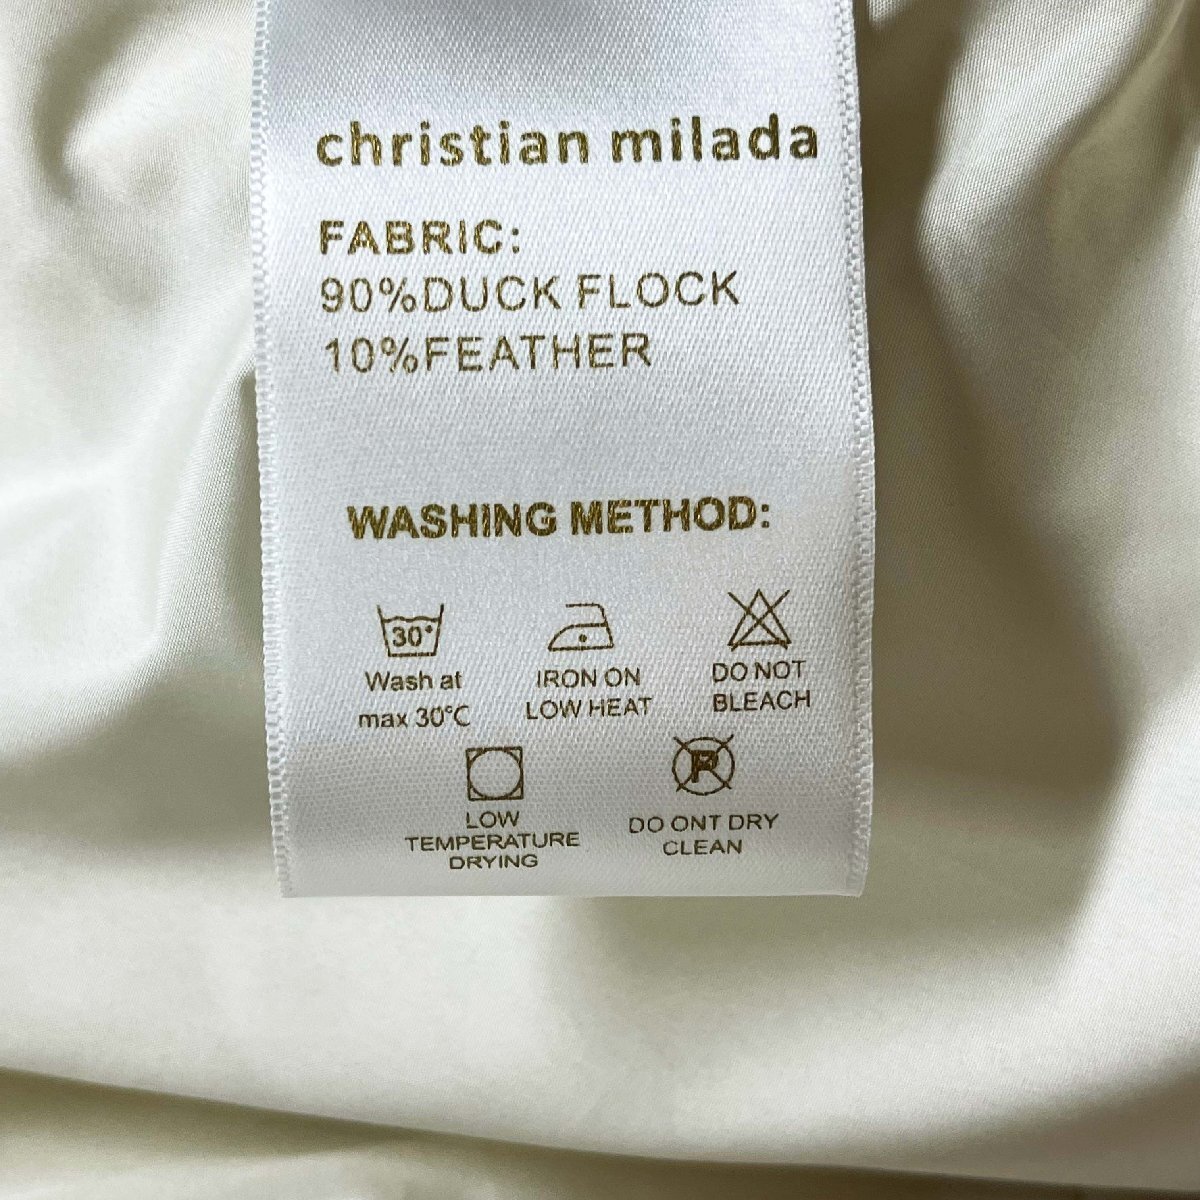 christian milada
FABRIC:
90%DUCK FLOCK
10%FEATHER
WASHING METHOD:
30°
Wash at
max 30°C
IRON ON
LOW HEAT
DO NOT
BLEACH
P
LOW
TEMPERATURE
DRYING
DO ONT DRY
CLEAN